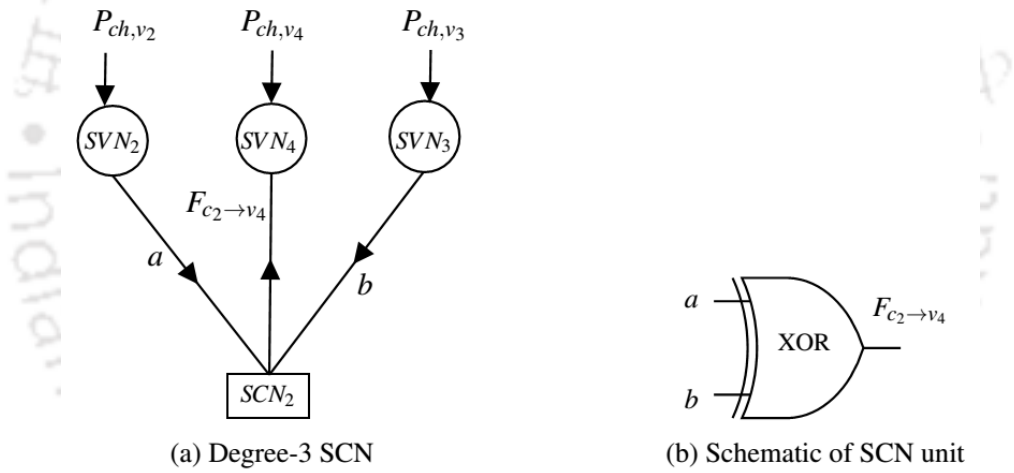 P_{ch,v_2} P_{ch,v_4} P_{ch,v_3}
SVN_2 SVN_4 SVN_3
F_{c_2→v_4}
a
b
SCN_2
(a) Degree-3 SCN
a
F_{c_2→v_4}
XOR
b
(b) Schematic of SCN unit